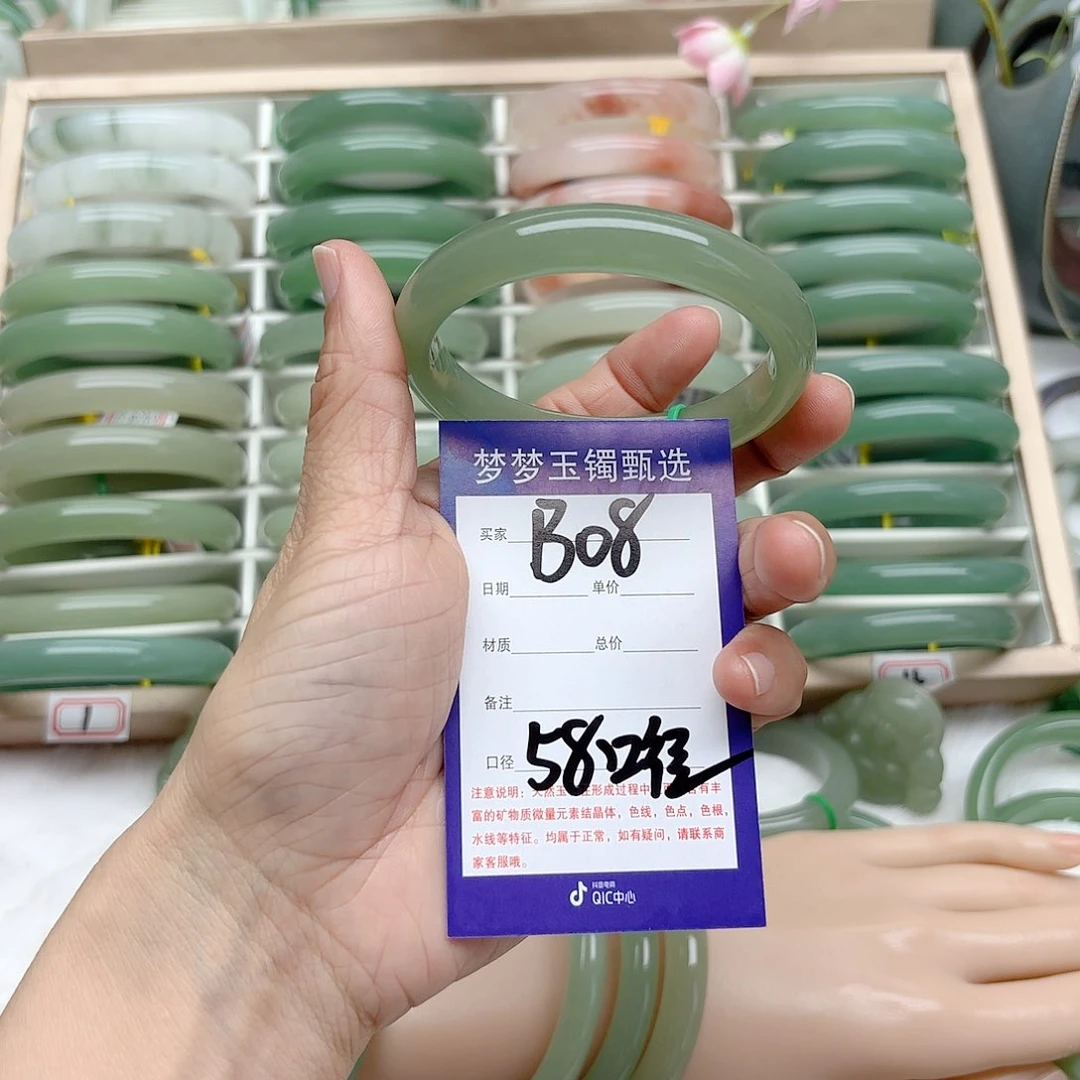 梦梦玉镯甄选
买家 B08
日期 单价
材质 总价
备注
口径 58口径
注意说明：天然玉
在形成过程中
含有丰
富的矿物质微量元素结晶体，色线，色点，色根，
水线等特征。均属于正常，如有疑问，请联系商
家客服哦。
抖音电商
QIC中心
1